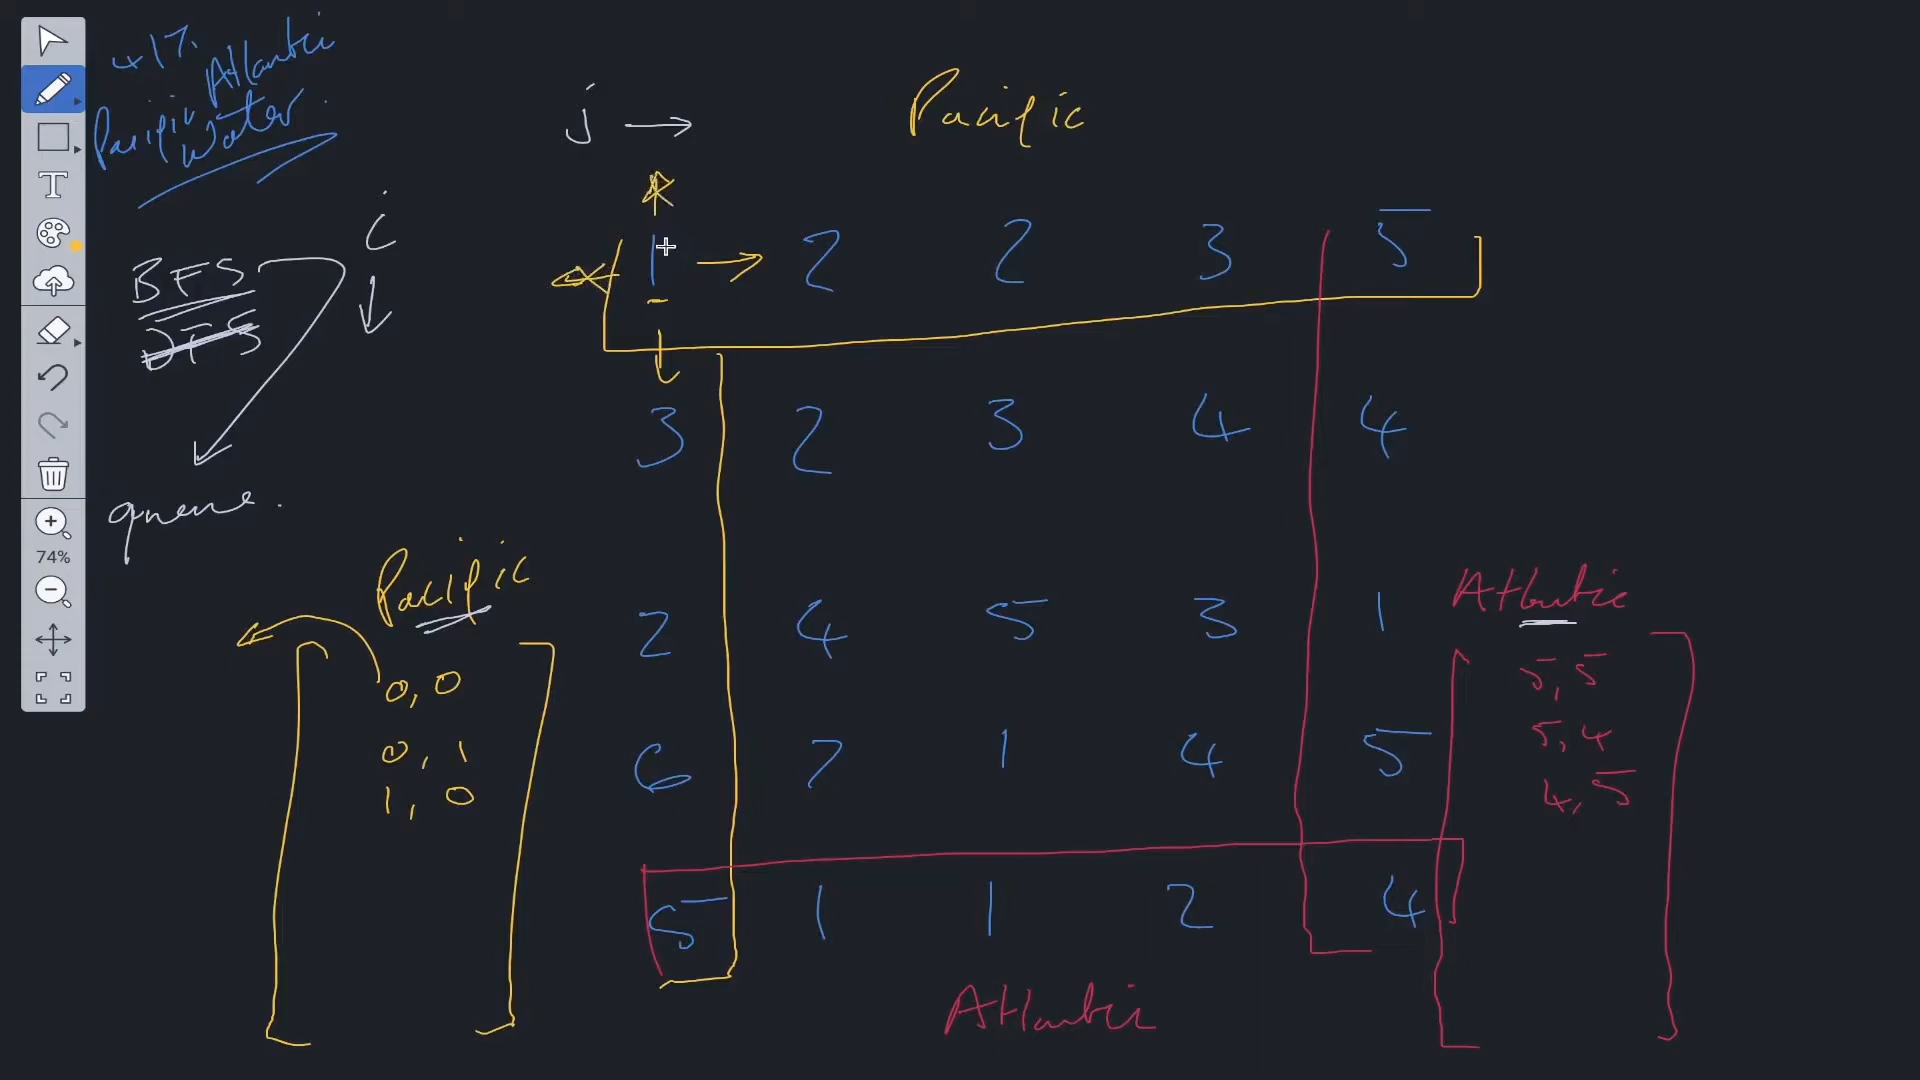 417.
Pacific Atlantic
Water.
j →
Pacific
i
BFS
DFS
queue.
1 2 2 3 5
3 2 3 4 4
2 4 5 3 1
6 7 1 4 5
5 1 1 2 4
Pacific
0, 0
0, 1
1, 0
Atlantic
5, 5
5, 4
4, 5
Atlantic
74%
T